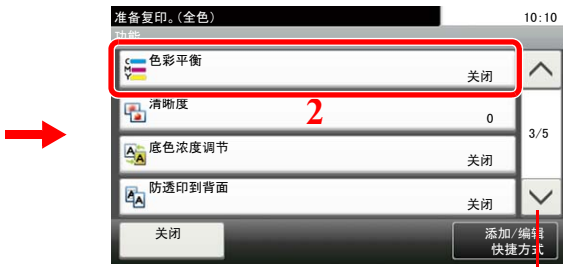 准备复印。(全色)
10:10
功能
CMY
色彩平衡
关闭
清晰度
0
2
底色浓度调节
关闭
3/5
A A
防透印到背面
关闭
A A
关闭
添加/编辑
快捷方式